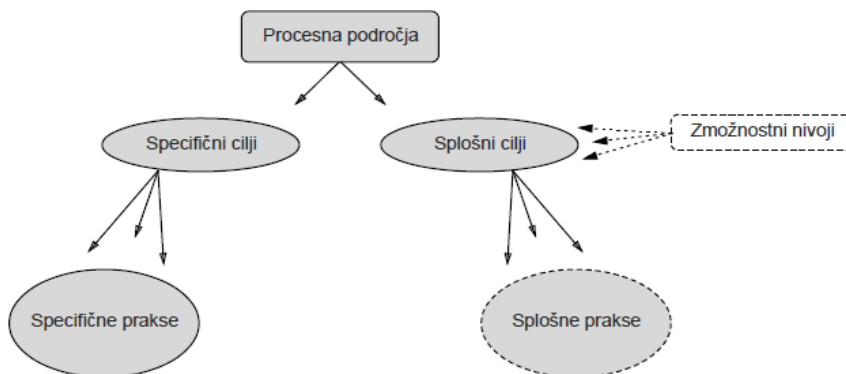 Procesna področja
Specifični cilji
Splošni cilji
Zmožnostni nivoji
Specifične prakse
Splošne prakse